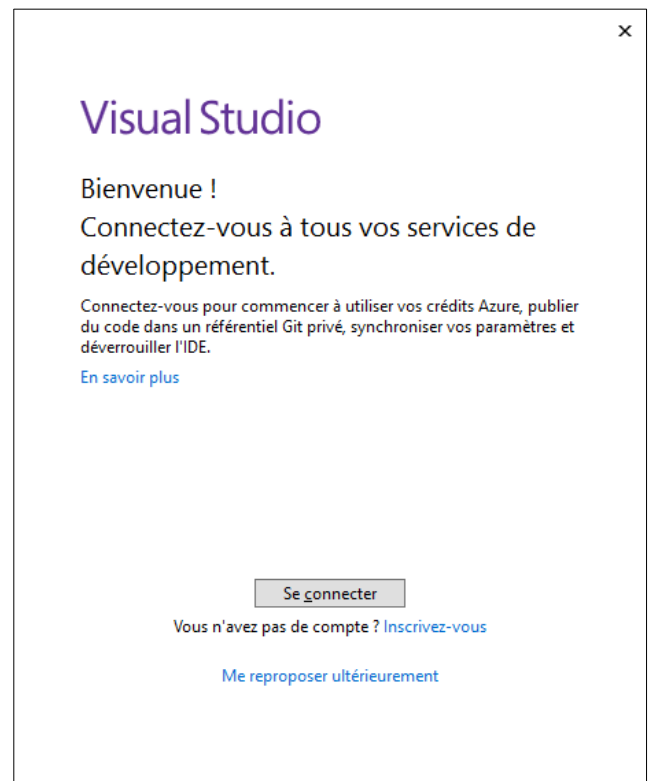 Visual Studio
Bienvenue !
Connectez-vous à tous vos services de
développement.
Connectez-vous pour commencer à utiliser vos crédits Azure, publier
du code dans un référentiel Git privé, synchroniser vos paramètres et
déverrouiller l'IDE.
En savoir plus
Se connecter
Vous n'avez pas de compte ? Inscrivez-vous
Me reproposer ultérieurement